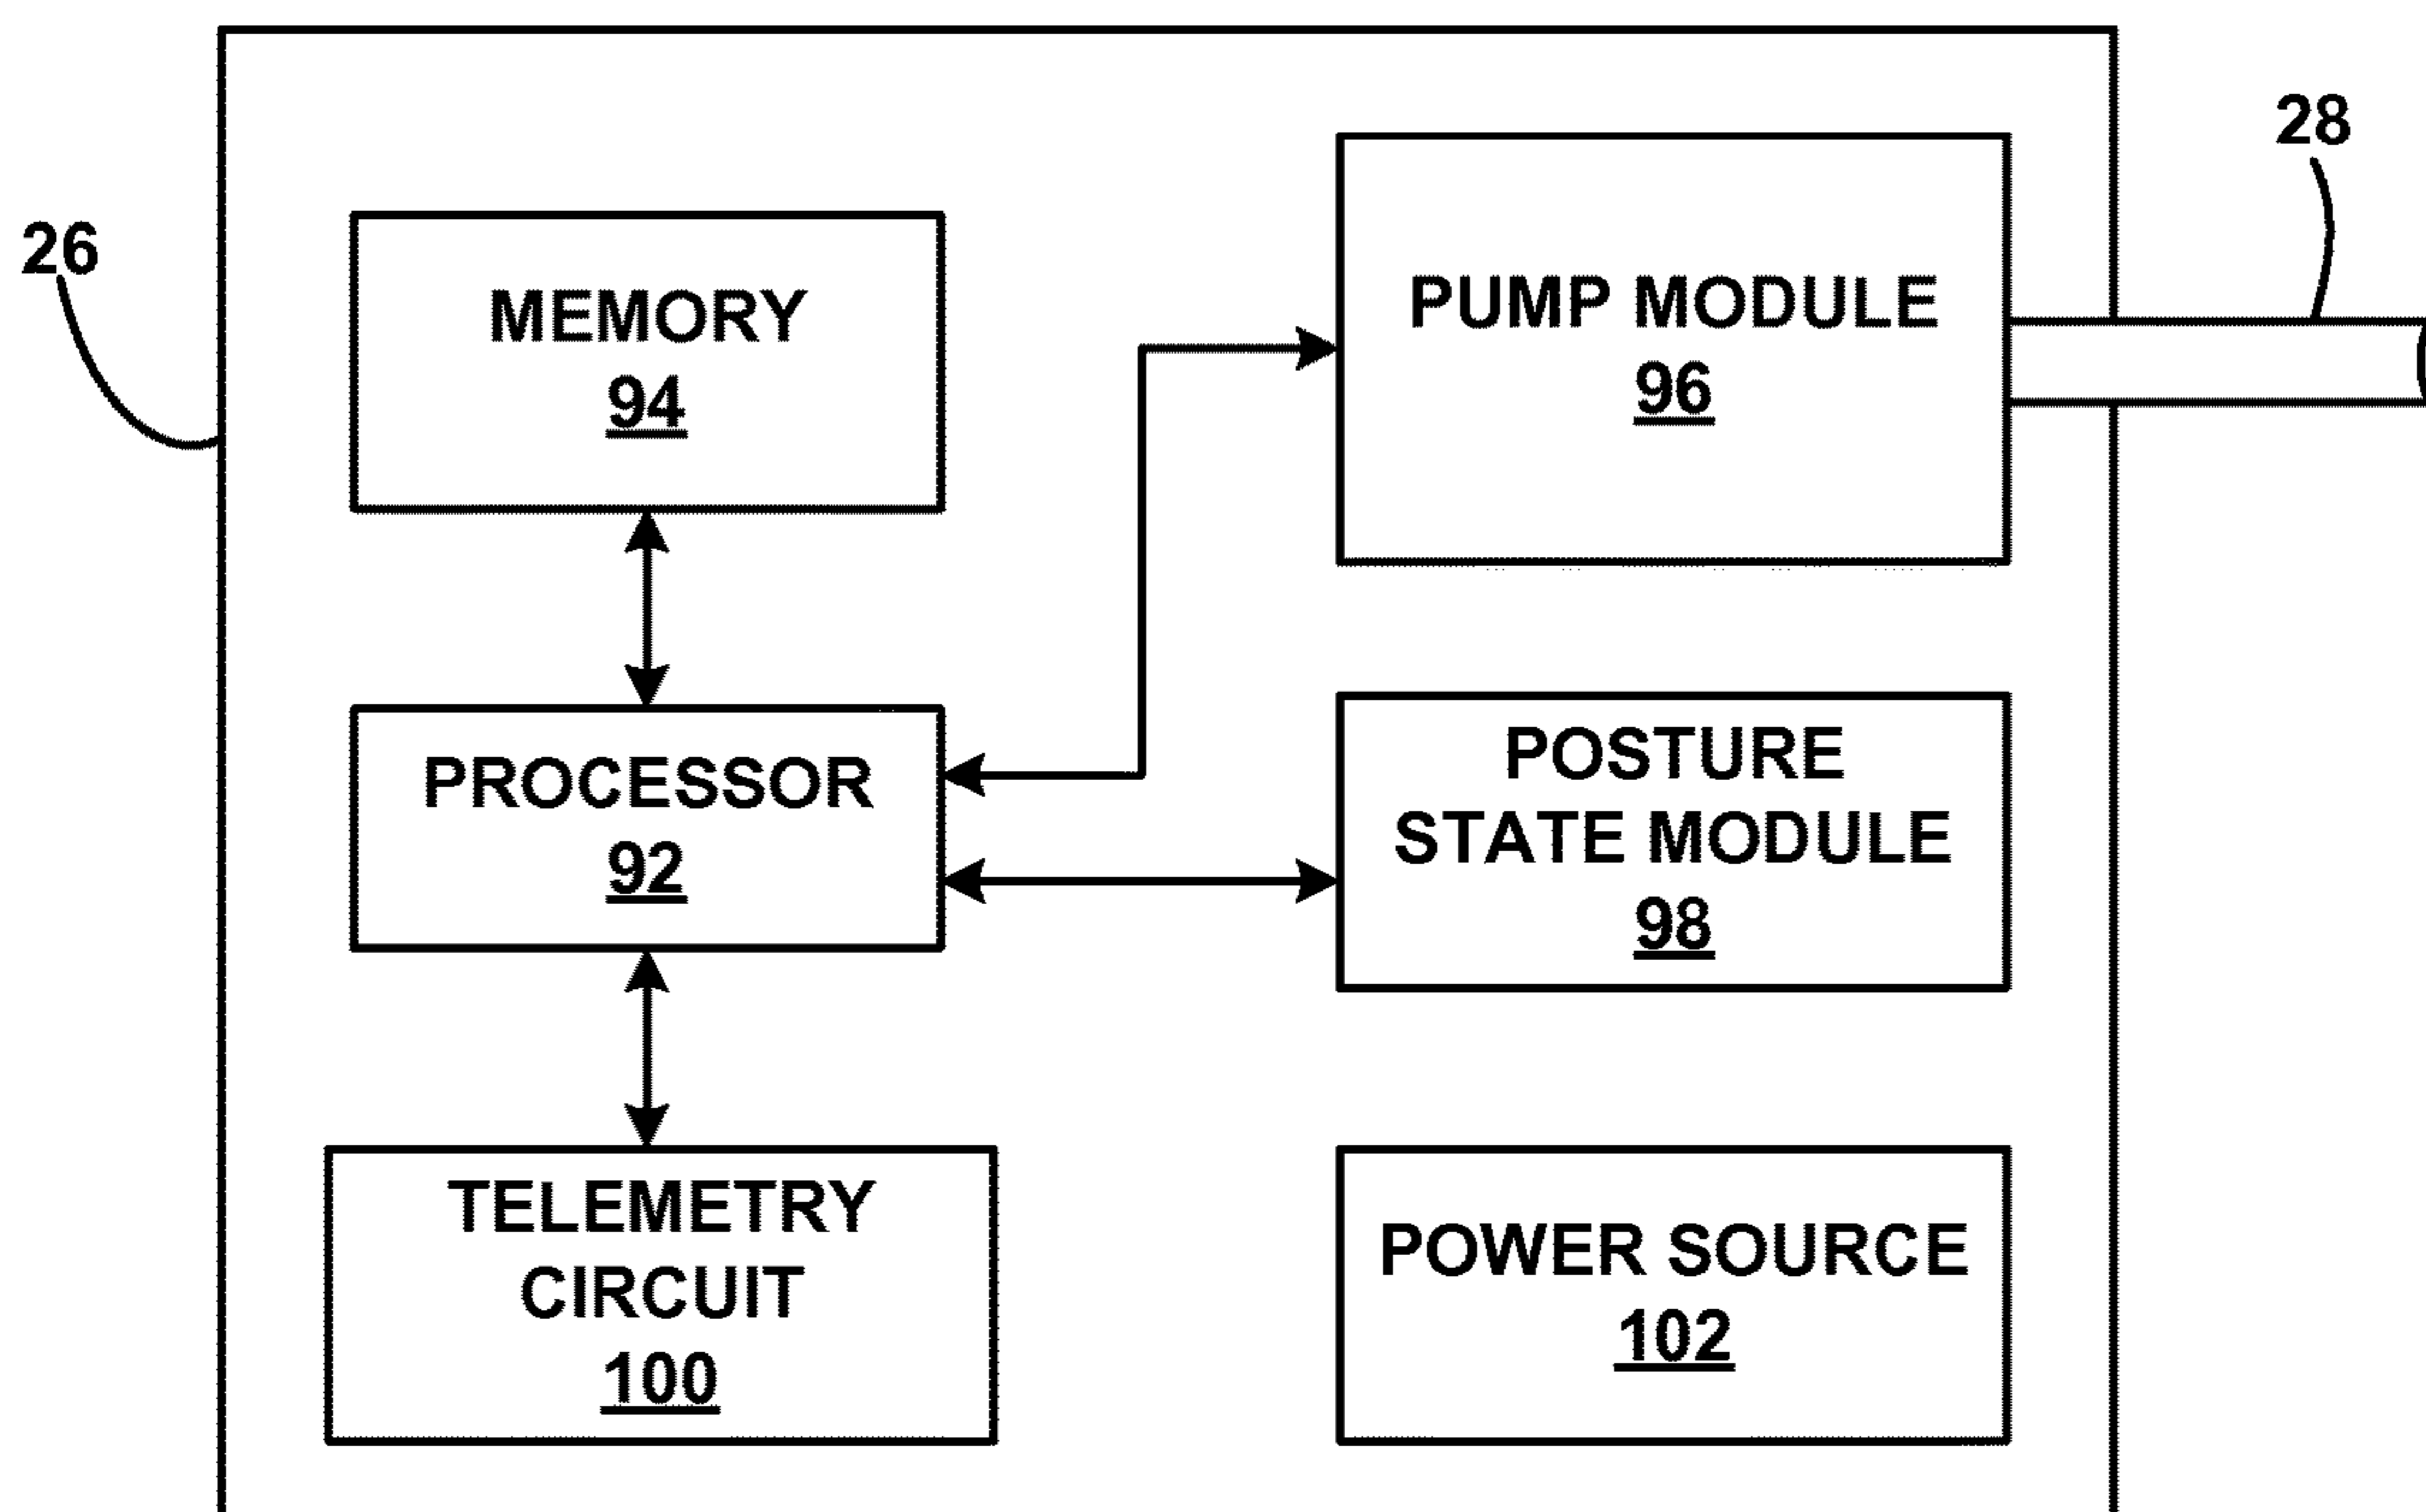 26
28
MEMORY
94
PUMP MODULE
96
PROCESSOR
92
POSTURE
STATE MODULE
98
TELEMETRY
CIRCUIT
100
POWER SOURCE
102